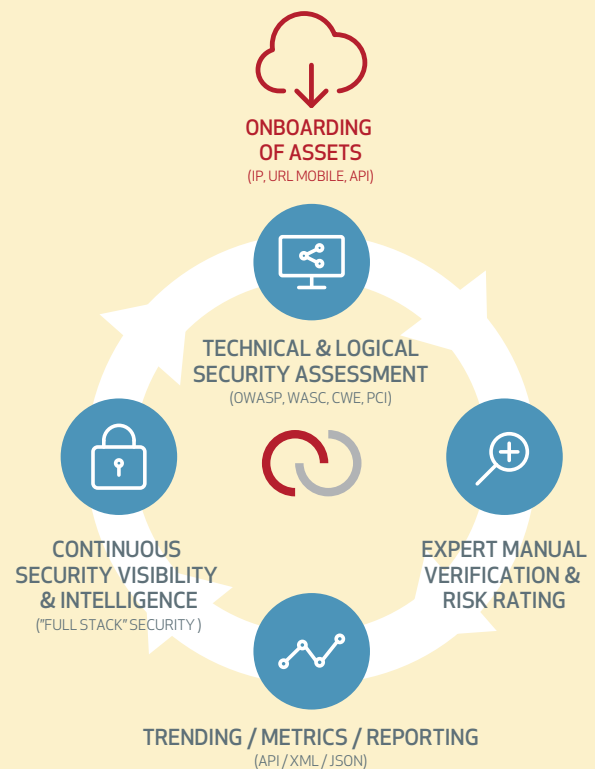 ONBOARDING
OF ASSETS
(IP, URL MOBILE, API)
TECHNICAL & LOGICAL
SECURITY ASSESSMENT
(OWASP, WASC, CWE, PCI)
CONTINUOUS
SECURITY VISIBILITY
& INTELLIGENCE
("FULL STACK" SECURITY )
EXPERT MANUAL
VERIFICATION &
RISK RATING
TRENDING / METRICS / REPORTING
(API / XML / JSON)